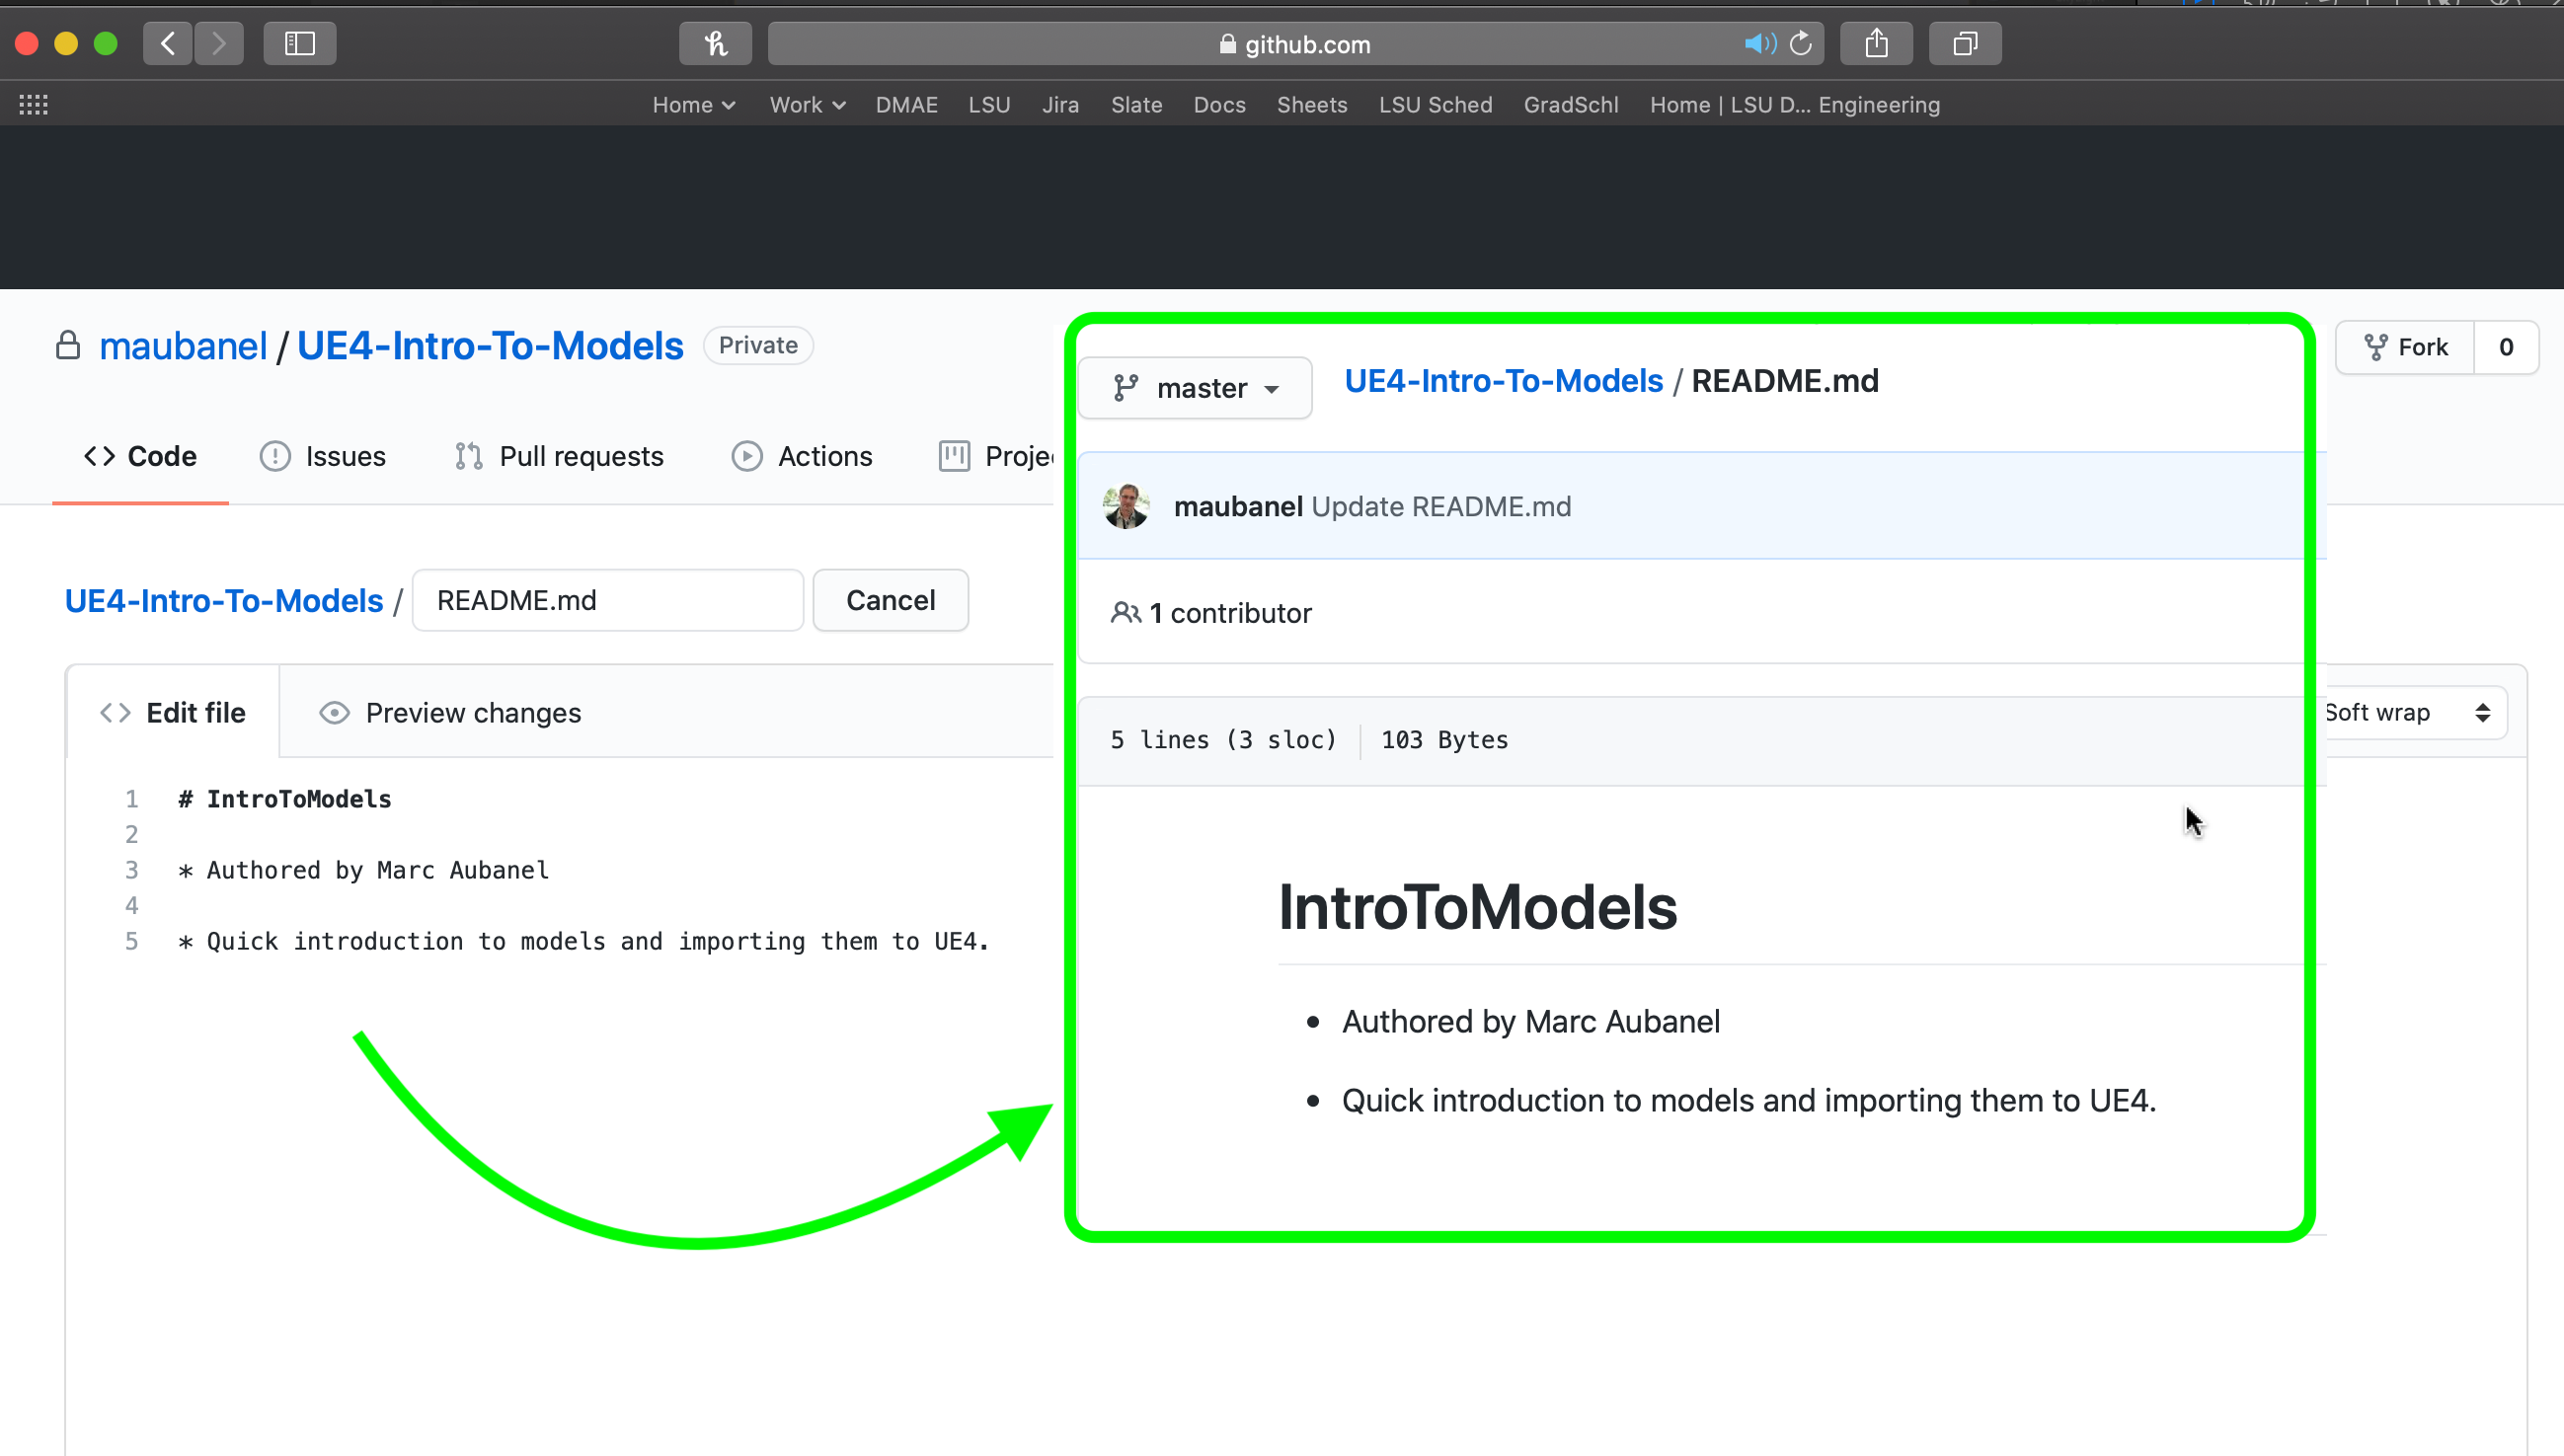 github.com
Home Work DMAE LSU Jira Slate Docs Sheets LSU Sched GradSchl Home | LSU D... Engineering
maubanel / UE4-Intro-To-Models Private
Fork 0
Code Issues Pull requests Actions Projec
UE4-Intro-To-Models / README.md Cancel
Edit file Preview changes
Soft wrap
1 # IntroToModels
2
3 * Authored by Marc Aubanel
4
5 * Quick introduction to models and importing them to UE4.
master UE4-Intro-To-Models / README.md
maubanel Update README.md
1 contributor
5 lines (3 sloc) 103 Bytes
IntroToModels
• Authored by Marc Aubanel
• Quick introduction to models and importing them to UE4.